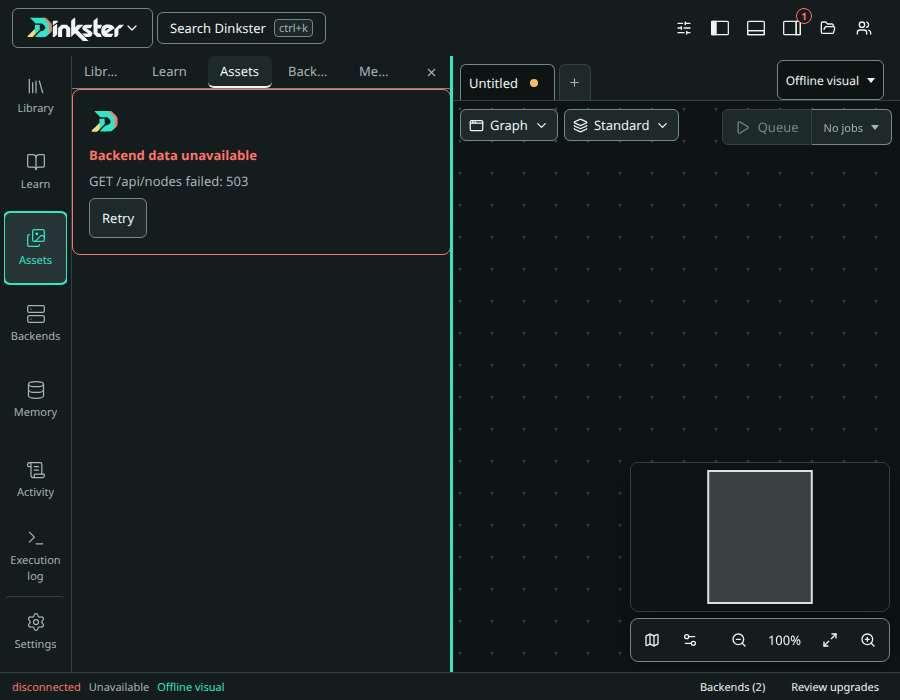 Dinkster
Search Dinkster ctrl+k
1
Library
Learn
Assets
Backends
Memory
Activity
Execution
log
Settings
Libr... Learn Assets Back... Me...
Backend data unavailable
GET /api/nodes failed: 503
Retry
Untitled
Offline visual
Graph Standard Queue No jobs
100%
disconnected Unavailable Offline visual Backends (2) Review upgrades